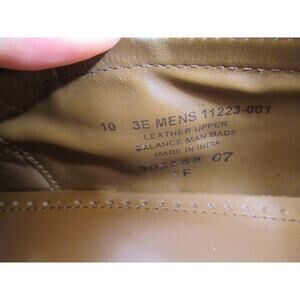 10 3E MENS 11223-001
LEATHER UPPER
BALANCE MAN MADE
MADE IN INDIA
07